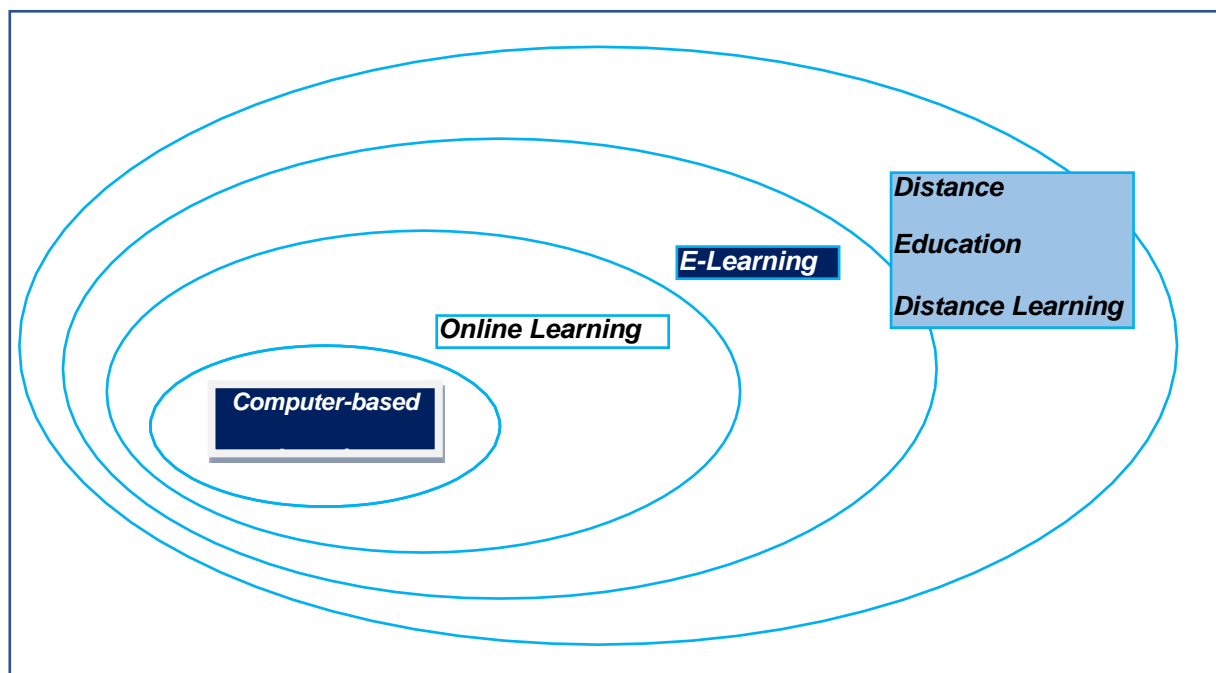 Distance
Education
E-Learning
Distance Learning
Online Learning
Computer-based